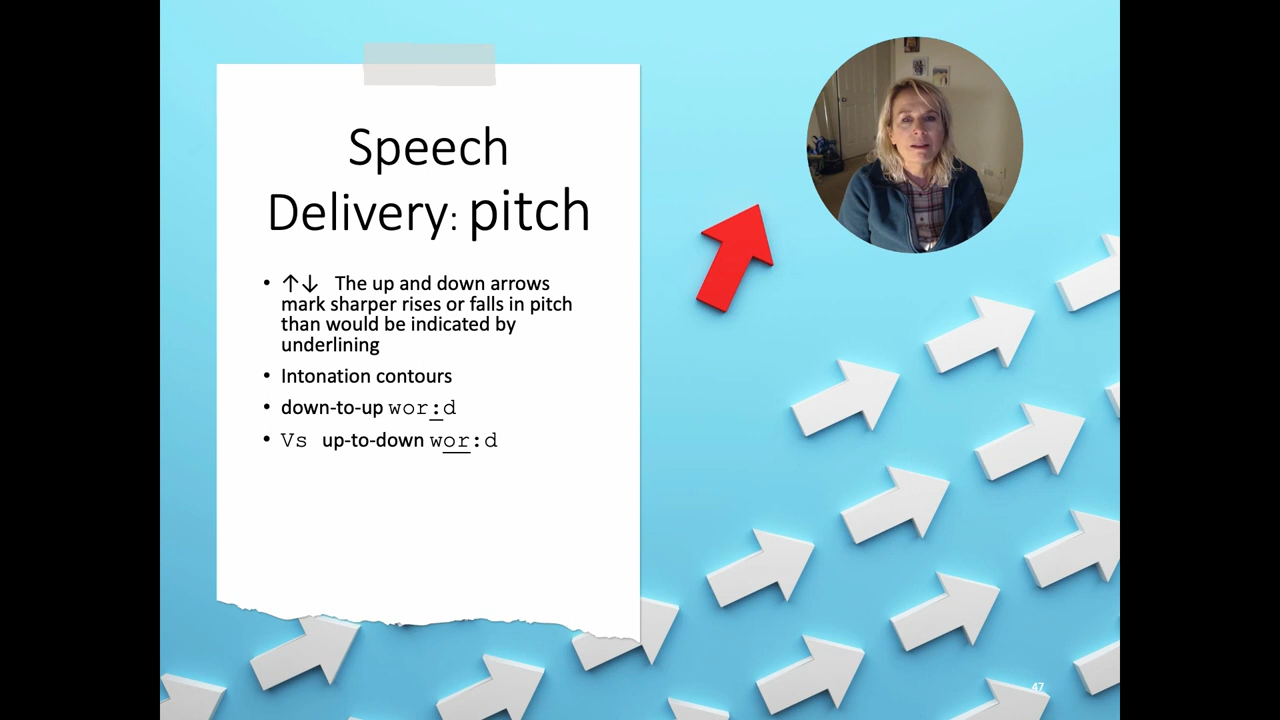 Speech
Delivery: pitch
• ↑↓ The up and down arrows
mark sharper rises or falls in pitch
than would be indicated by
underlining
• Intonation contours
• down-to-up wor:d
• Vs up-to-down wor:d
47